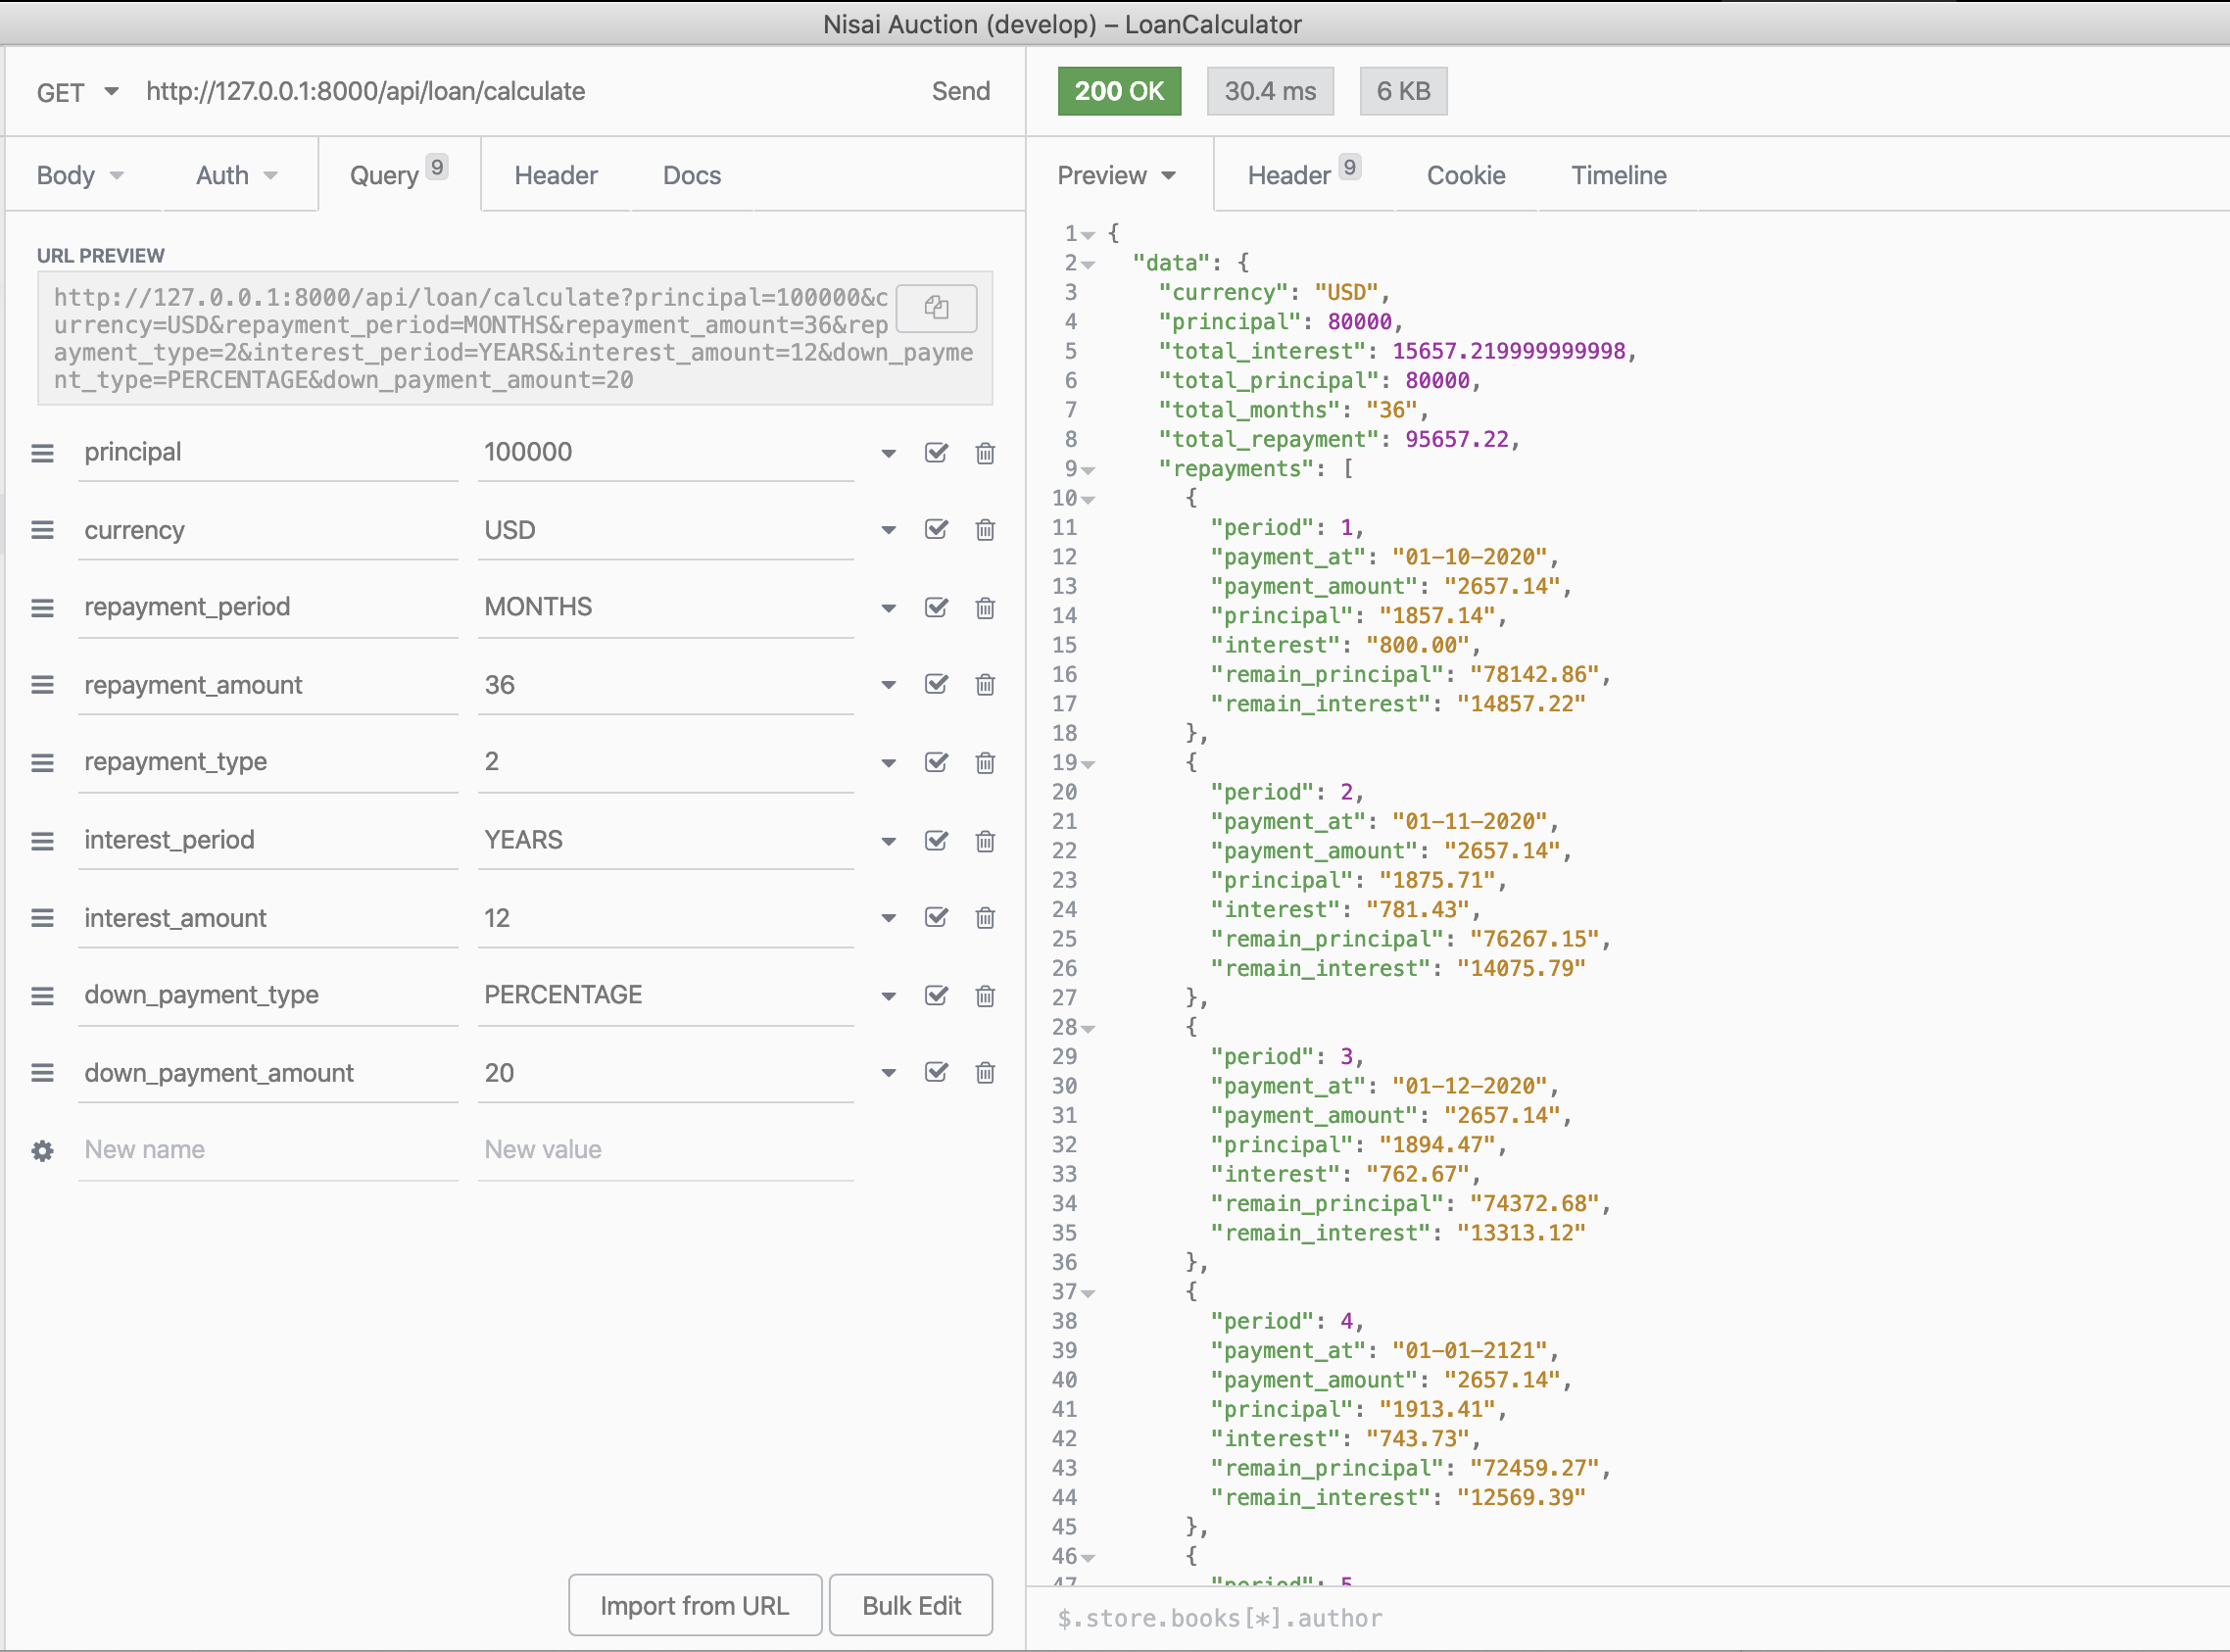 Nisai Auction (develop) – LoanCalculator
GET http://127.0.0.1:8000/api/loan/calculate Send
Body Auth Query 9 Header Docs
URL PREVIEW
http://127.0.0.1:8000/api/loan/calculate?principal=100000&c
urrency=USD&repayment_period=MONTHS&repayment_amount=36&rep
ayment_type=2&interest_period=YEARS&interest_amount=12&down_payme
nt_type=PERCENTAGE&down_payment_amount=20
principal 100000
currency USD
repayment_period MONTHS
repayment_amount 36
repayment_type 2
interest_period YEARS
interest_amount 12
down_payment_type PERCENTAGE
down_payment_amount 20
New name New value
Import from URL Bulk Edit
200 OK 30.4 ms 6 KB
Preview Header 9 Cookie Timeline
1 {
2 "data": {
3 "currency": "USD",
4 "principal": 80000,
5 "total_interest": 15657.219999999998,
6 "total_principal": 80000,
7 "total_months": "36",
8 "total_repayment": 95657.22,
9 "repayments": [
10 {
11 "period": 1,
12 "payment_at": "01-10-2020",
13 "payment_amount": "2657.14",
14 "principal": "1857.14",
15 "interest": "800.00",
16 "remain_principal": "78142.86",
17 "remain_interest": "14857.22"
18 },
19 {
20 "period": 2,
21 "payment_at": "01-11-2020",
22 "payment_amount": "2657.14",
23 "principal": "1875.71",
24 "interest": "781.43",
25 "remain_principal": "76267.15",
26 "remain_interest": "14075.79"
27 },
28 {
29 "period": 3,
30 "payment_at": "01-12-2020",
31 "payment_amount": "2657.14",
32 "principal": "1894.47",
33 "interest": "762.67",
34 "remain_principal": "74372.68",
35 "remain_interest": "13313.12"
36 },
37 {
38 "period": 4,
39 "payment_at": "01-01-2121",
40 "payment_amount": "2657.14",
41 "principal": "1913.41",
42 "interest": "743.73",
43 "remain_principal": "72459.27",
44 "remain_interest": "12569.39"
45 },
46 {
47 "period": 5
$.store.books[*].author